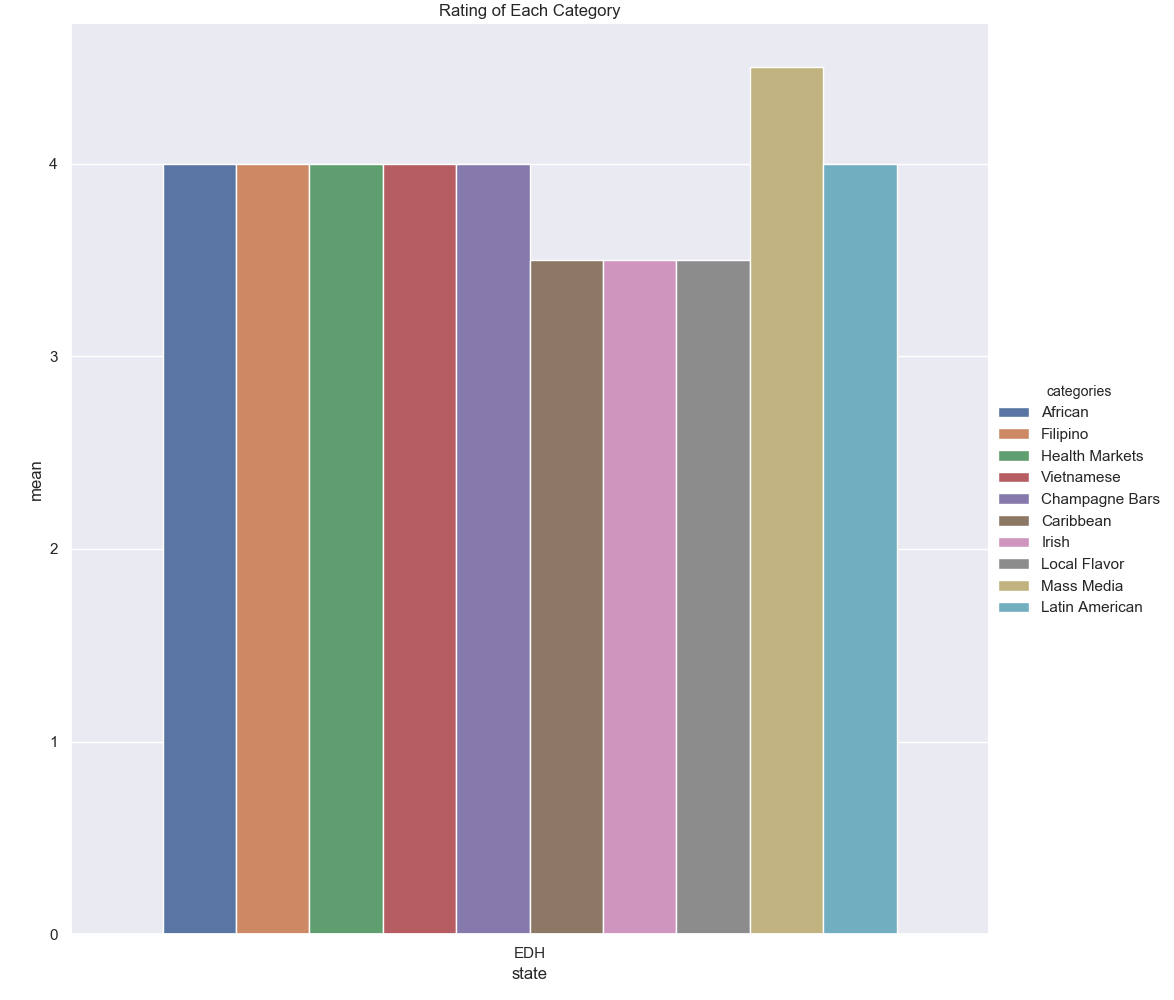 Rating of Each Category
4
3
2
1
0
mean
EDH
state
categories
African
Filipino
Health Markets
Vietnamese
Champagne Bars
Caribbean
Irish
Local Flavor
Mass Media
Latin American